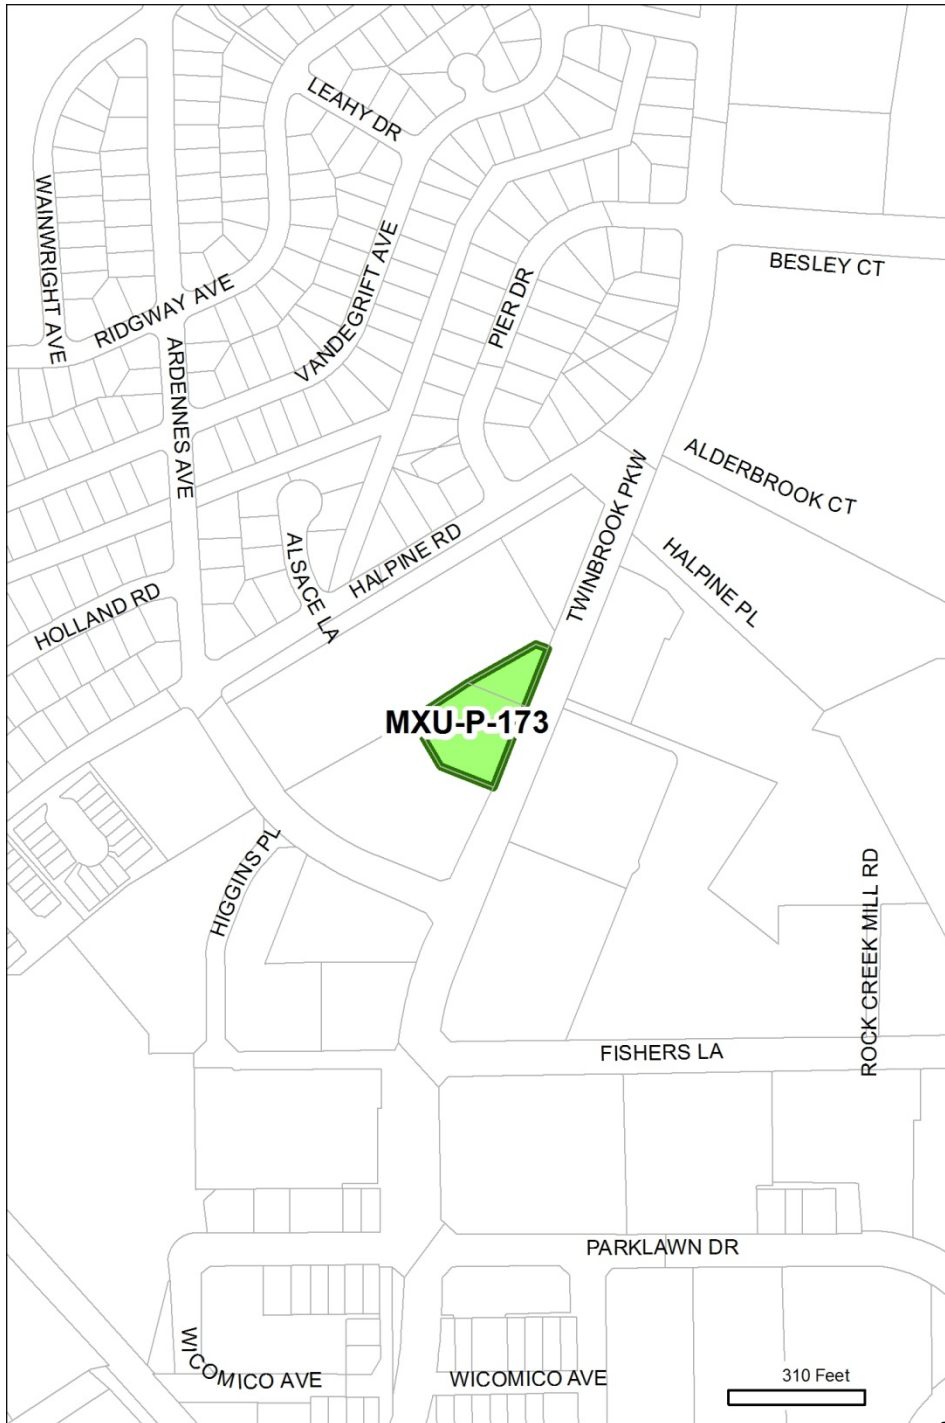 LEAHY DR
WAINWRIGHT AVE
RIDGWAY AVE
VANDEGRIFT AVE
PIER DR
BESLEY CT
ARDENNES AVE
ALDERBROOK CT
TWINBROOK PKW
HALPINE RD
ALSACE LA
HALPINE PL
HOLLAND RD
MXU-P-173
HIGGINS PL
ROCK CREEK MILL RD
FISHERS LA
PARKLAWN DR
WICOMICO AVE
WICOMICO AVE
310 Feet